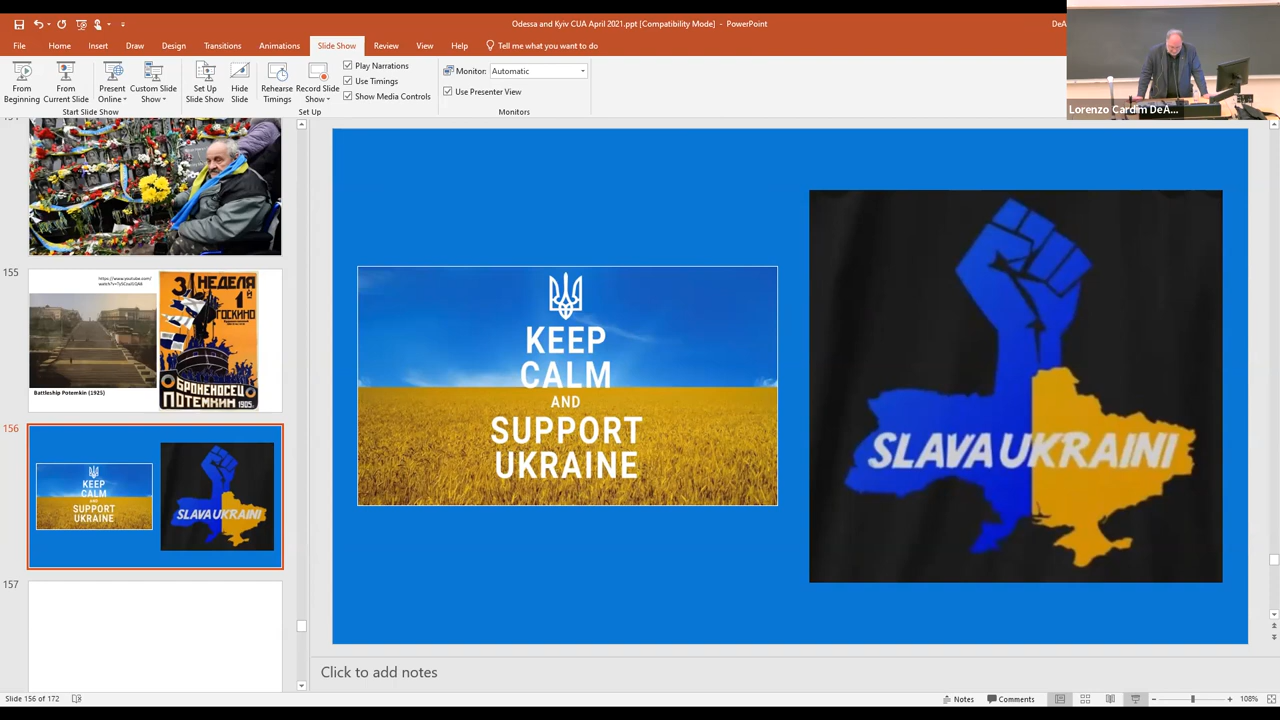 Odessa and Kyiv CUA April 2021.ppt [Compatibility Mode] - PowerPoint
DeA
File Home Insert Draw Design Transitions Animations Slide Show Review View Help Tell me what you want to do
From Beginning
From Current Slide
Present Online
Custom Slide Show
Start Slide Show
Set Up Slide Show
Hide Slide
Rehearse Timings
Record Slide Show
Play Narrations
Use Timings
Show Media Controls
Set Up
Monitor: Automatic
Use Presenter View
Monitors
Lorenzo Cardim DeA...
155
3Я НЕДЕЛЯ
1й
ГОСКИНО
БРОНЕНОСЕЦ
ПОТЕМКИН 1905г.
Battleship Potemkin (1925)
156
KEEP
CALM
AND
SUPPORT
UKRAINE
SLAVA UKRAINI
157
KEEP
CALM
AND
SUPPORT
UKRAINE
SLAVA UKRAINI
Click to add notes
Slide 156 of 172
Notes
Comments
108%